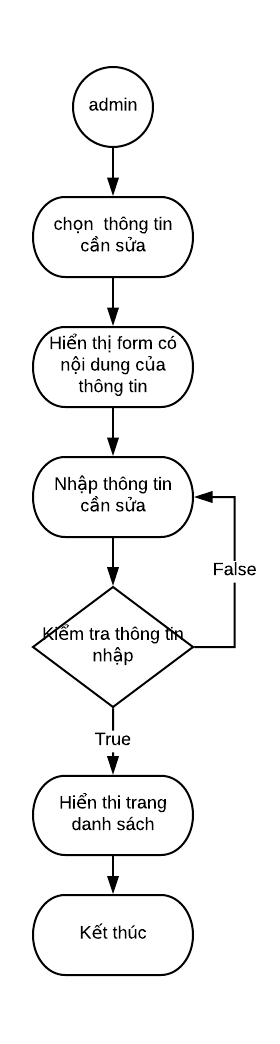 admin
chọn  thông tin
cần sửa
Hiển thị form có
nội dung của
thông tin
Nhập thông tin
cần sửa
False
Kiểm tra thông tin
nhập
True
Hiển thi trang
danh sách
Kết thúc